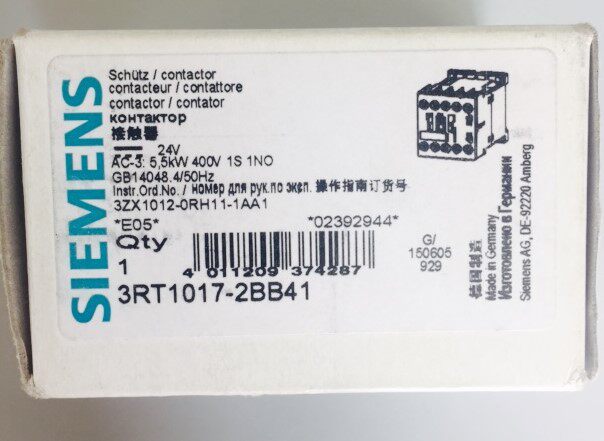 SIEMENS
Schütz / contactor
contacteur / contattore
contactor / contator
контактор
接触器
24V
AC-3: 5,5kW 400V 1S 1NO
GB14048.4/50Hz
Instr.Ord.No. / номер для рук.по эксп. 操作指南订货号
3ZX1012-0RH11-1AA1
*E05* *02392944*
Qty
1
4 011209 374287
3RT1017-2BB41
G/
150605
929
德国制造
Made in Germany
Изготовлено в Германии
Siemens AG, DE-92220 Amberg